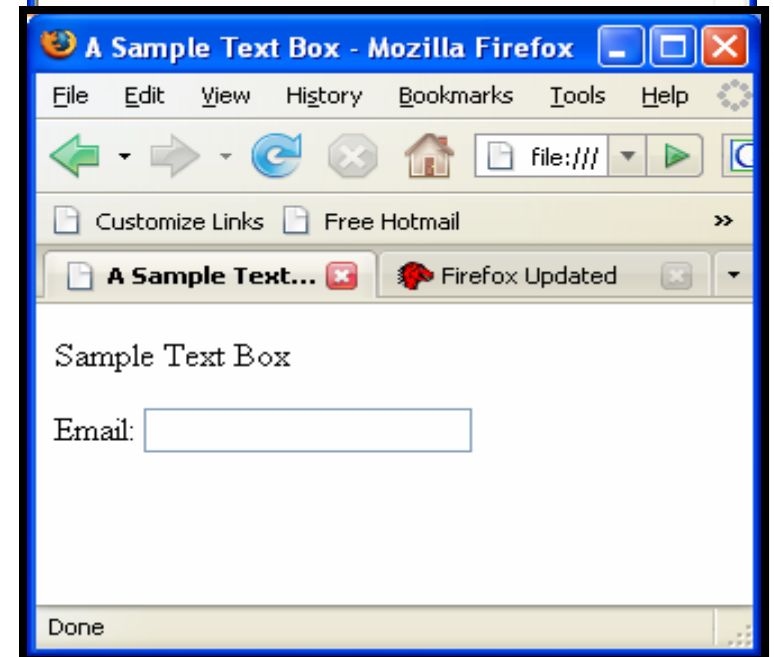 A Sample Text Box - Mozilla Firefox
File Edit View History Bookmarks Tools Help
file:///
Customize Links Free Hotmail »
A Sample Text... Firefox Updated
Sample Text Box
Email:
Done